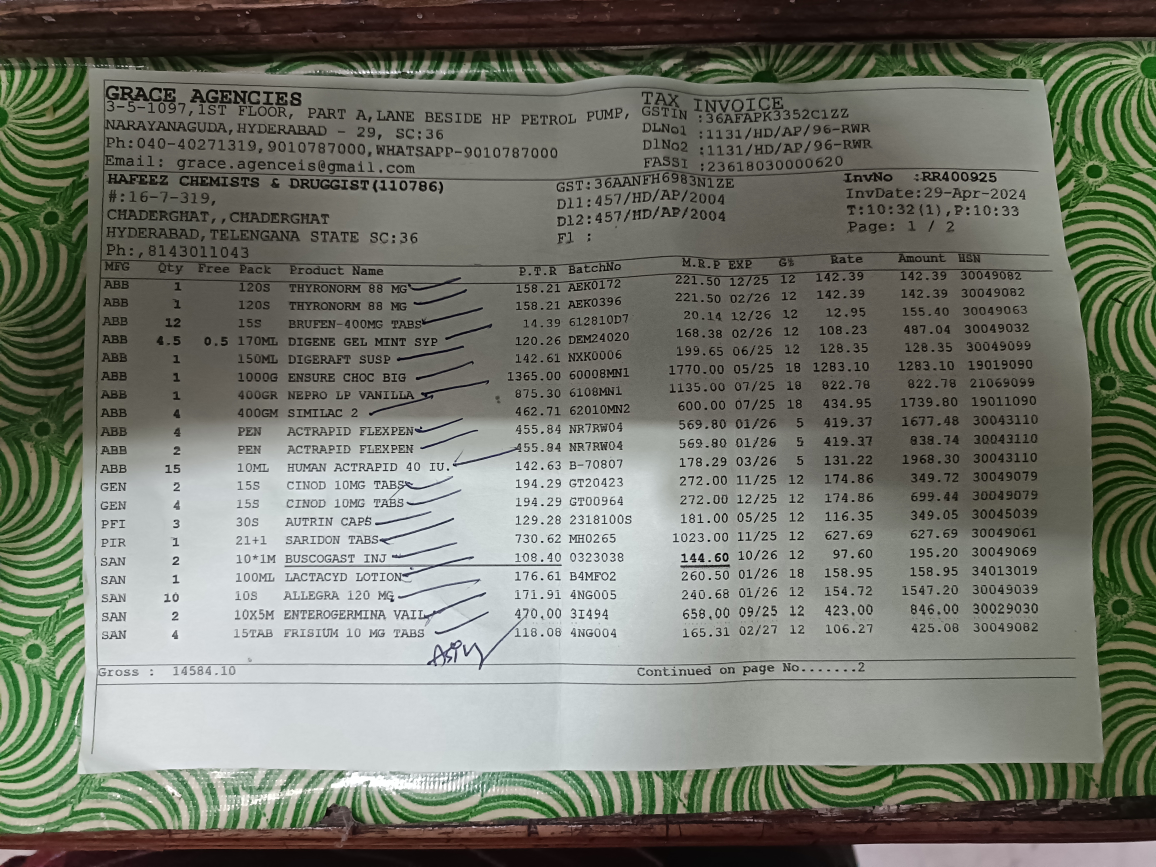 GRACE AGENCIES
3-5-1097,1ST FLOOR, PART A,LANE BESIDE HP PETROL PUMP,
NARAYANAGUDA,HYDERABAD - 29, SC:36
Ph:040-40271319,9010787000,WHATSAPP-9010787000
Email: grace.agenceis@gmail.com
TAX INVOICE
GSTIN :36AFAPK3352C1ZZ
DLNo1 :1131/HD/AP/96-RWR
DlNo2 :1131/HD/AP/96-RWR
FASSI :23618030000620
HAFEEZ CHEMISTS & DRUGGIST(110786)
#:16-7-319,
CHADERGHAT,,CHADERGHAT
HYDERABAD,TELENGANA STATE SC:36
Ph:,8143011043
GST:36AANFH6983N1ZE
Dl1:457/HD/AP/2004
Dl2:457/HD/AP/2004
Fl :
InvNo :RR400925
InvDate:29-Apr-2024
T:10:32(1),P:10:33
Page: 1 / 2
MFG Qty Free Pack Product Name P.T.R BatchNo M.R.P EXP G% Rate Amount HSN
ABB 1 120S THYRONORM 88 MG 158.21 AEK0172 221.50 12/25 12 142.39 142.39 30049082
ABB 1 120S THYRONORM 88 MG 158.21 AEK0396 221.50 02/26 12 142.39 142.39 30049082
ABB 12 15S BRUFEN-400MG TABS 14.39 612810D7 20.14 12/26 12 12.95 155.40 30049063
ABB 4.5 0.5 170ML DIGENE GEL MINT SYP 120.26 DEM24020 168.38 02/26 12 108.23 487.04 30049032
ABB 1 150ML DIGERAFT SUSP 142.61 NXK0006 199.65 06/25 12 128.35 128.35 30049099
ABB 1 1000G ENSURE CHOC BIG 1365.00 60008MN1 1770.00 05/25 18 1283.10 1283.10 19019090
ABB 1 400GR NEPRO LP VANILLA 875.30 6108MN1 1135.00 07/25 18 822.78 822.78 21069099
ABB 4 400GM SIMILAC 2 462.71 62010MN2 600.00 07/25 18 434.95 1739.80 19011090
ABB 4 PEN ACTRAPID FLEXPEN 455.84 NR7RW04 569.80 01/26 5 419.37 1677.48 30043110
ABB 2 PEN ACTRAPID FLEXPEN 455.84 NR7RW04 569.80 01/26 5 419.37 838.74 30043110
ABB 15 10ML HUMAN ACTRAPID 40 IU. 142.63 B-70807 178.29 03/26 5 131.22 1968.30 30043110
GEN 2 15S CINOD 10MG TABS 194.29 GT20423 272.00 11/25 12 174.86 349.72 30049079
GEN 4 15S CINOD 10MG TABS 194.29 GT00964 272.00 12/25 12 174.86 699.44 30049079
PFI 3 30S AUTRIN CAPS 129.28 2318100S 181.00 05/25 12 116.35 349.05 30045039
PIR 1 21+1 SARIDON TABS 730.62 MH0265 1023.00 11/25 12 627.69 627.69 30049061
SAN 2 10*1M BUSCOGAST INJ 108.40 0323038 144.60 10/26 12 97.60 195.20 30049069
SAN 1 100ML LACTACYD LOTION 176.61 B4MF02 260.50 01/26 18 158.95 158.95 34013019
SAN 10 10S ALLEGRA 120 MG 171.91 4NG005 240.68 01/26 12 154.72 1547.20 30049039
SAN 2 10X5M ENTEROGERMINA VAIL 470.00 3I494 658.00 09/25 12 423.00 846.00 30029030
SAN 4 15TAB FRISIUM 10 MG TABS 118.08 4NG004 165.31 02/27 12 106.27 425.08 30049082
Gross : 14584.10
Continued on page No.......2